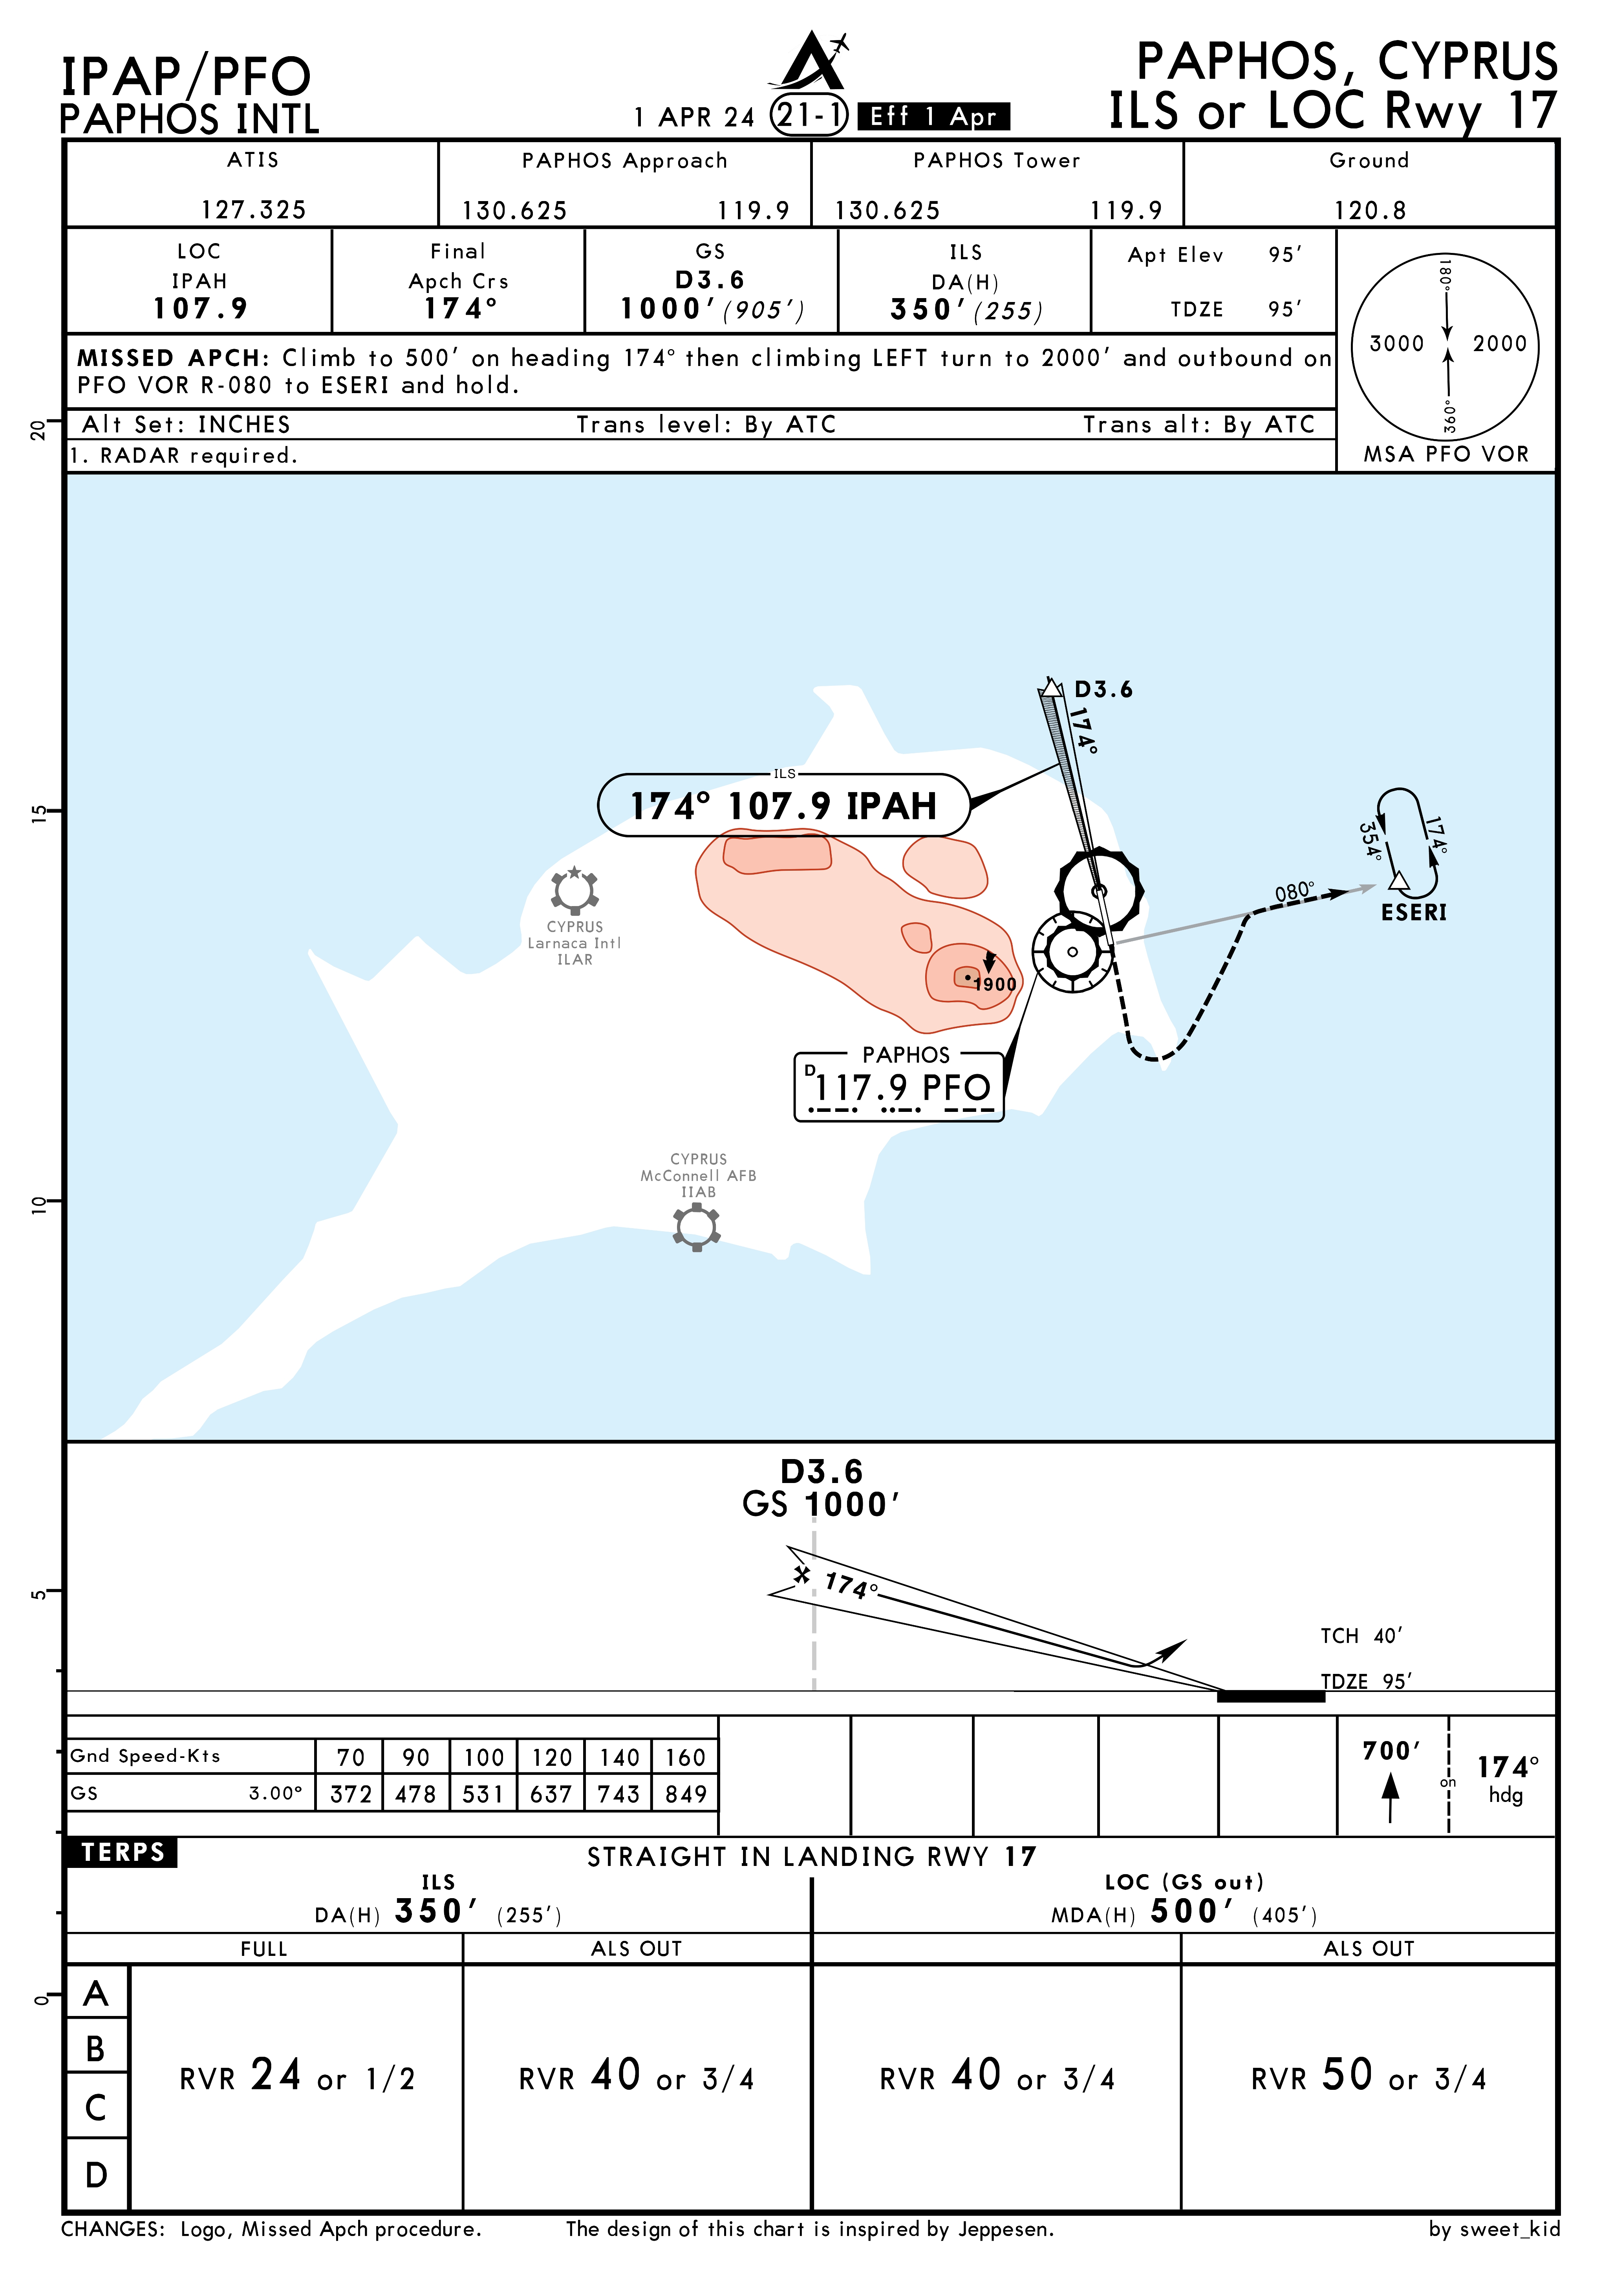 IPAP/PFO
PAPHOS INTL
1 APR 24 21-1 Eff 1 Apr
PAPHOS, CYPRUS
ILS or LOC Rwy 17
ATIS
127.325
PAPHOS Approach
130.625 119.9
PAPHOS Tower
130.625 119.9
Ground
120.8
LOC
IPAH
107.9
Final
Apch Crs
174°
GS
D3.6
1000' (905')
ILS
DA(H)
350' (255)
Apt Elev 95'
TDZE 95'
MISSED APCH: Climb to 500' on heading 174° then climbing LEFT turn to 2000' and outbound on
PFO VOR R-080 to ESERI and hold.
Alt Set: INCHES Trans level: By ATC Trans alt: By ATC
1. RADAR required.
180°
3000 2000
360°
MSA PFO VOR
20
15
10
5
0
D3.6
174°
ILS
174° 107.9 IPAH
354°
174°
080°
ESERI
CYPRUS
Larnaca Intl
ILAR
1900
PAPHOS
D 117.9 PFO
CYPRUS
McConnell AFB
IIAB
D3.6
GS 1000'
174°
TCH 40'
TDZE 95'
Gnd Speed-Kts 70 90 100 120 140 160
GS 3.00° 372 478 531 637 743 849
700'
on
174°
hdg
TERPS
STRAIGHT IN LANDING RWY 17
ILS
DA(H) 350' (255')
LOC (GS out)
MDA(H) 500' (405')
FULL
ALS OUT
ALS OUT
A
B
C
D
RVR 24 or 1/2
RVR 40 or 3/4
RVR 40 or 3/4
RVR 50 or 3/4
CHANGES: Logo, Missed Apch procedure. The design of this chart is inspired by Jeppesen. by sweet_kid